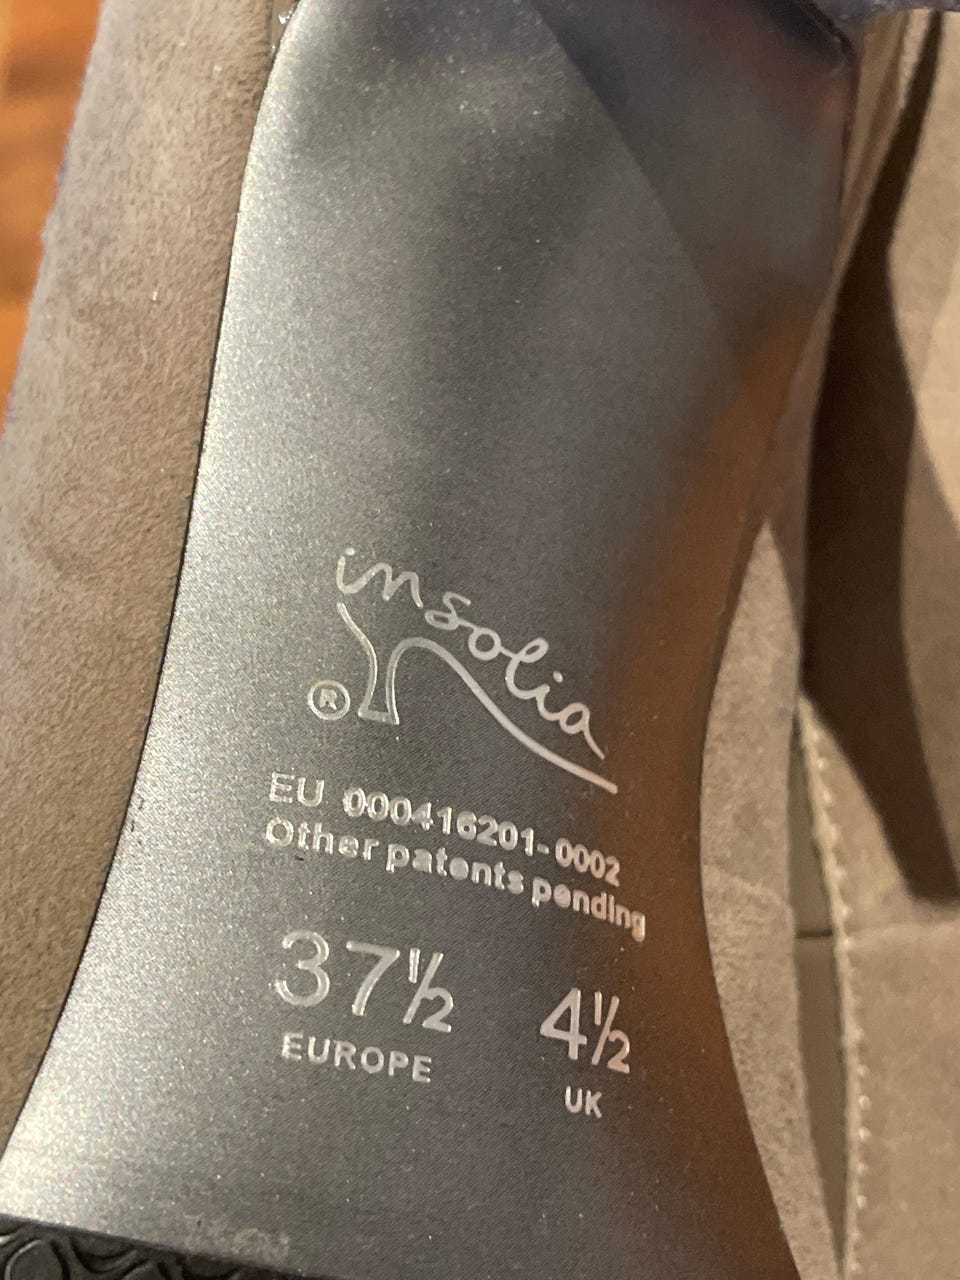 insolia
®
EU 000416201-0002
Other patents pending
37½ 4½
EUROPE UK